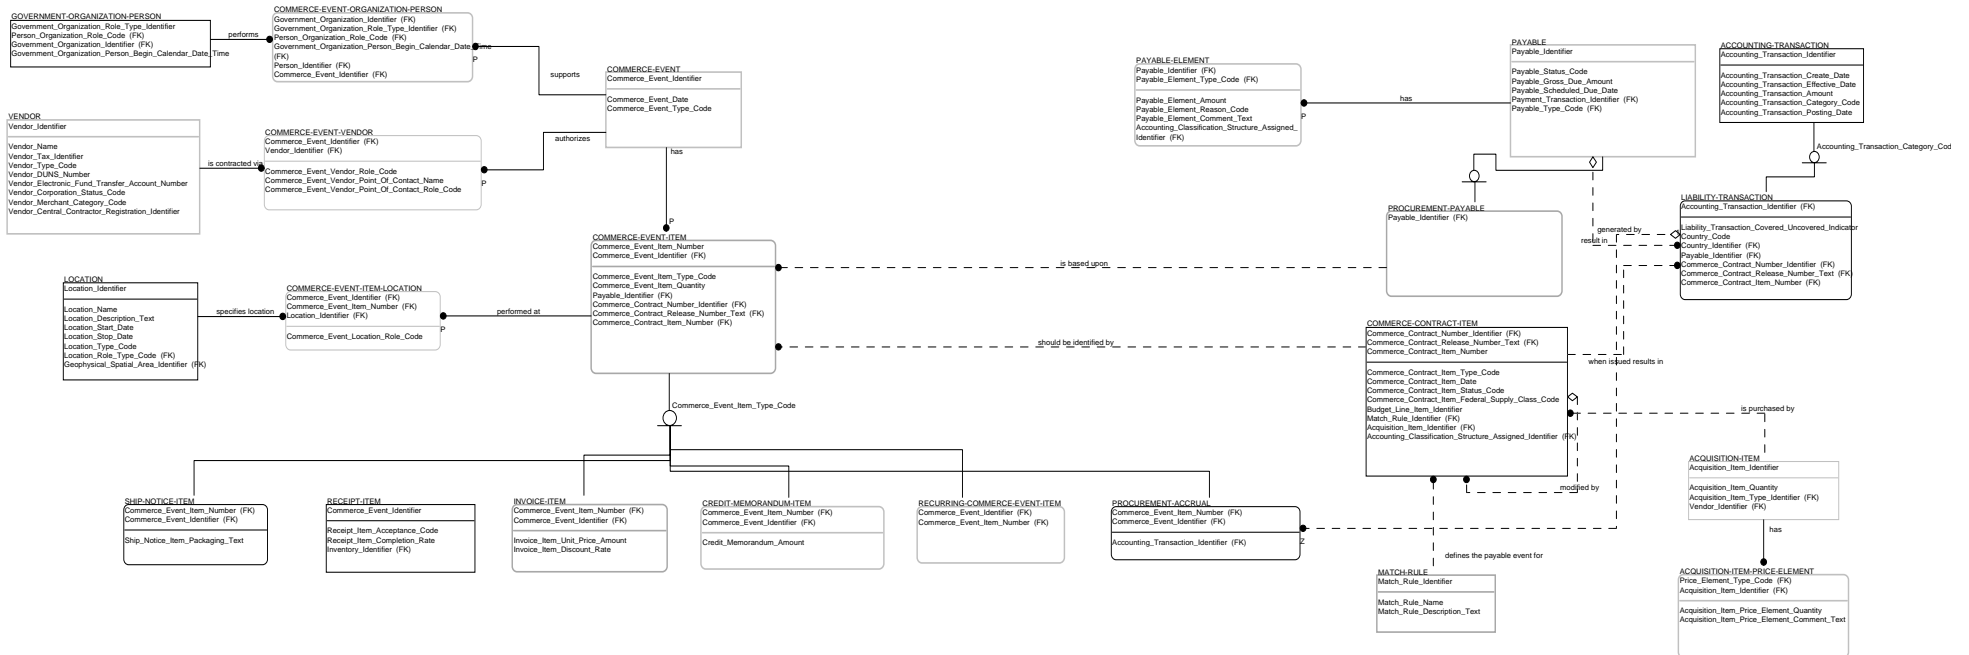 GOVERNMENT-ORGANIZATION-PERSON
Government_Organization_Role_Type_Identifier
Person_Organization_Role_Code (FK)
Government_Organization_Identifier (FK)
Government_Organization_Person_Begin_Calendar_Date_Time
performs
COMMERCE-EVENT-ORGANIZATION-PERSON
Government_Organization_Identifier (FK)
Government_Organization_Role_Type_Identifier (FK)
Person_Organization_Role_Code (FK)
Government_Organization_Person_Begin_Calendar_Date_Time
(FK)
Person_Identifier (FK)
Commerce_Event_Identifier (FK)
P
supports
COMMERCE-EVENT
Commerce_Event_Identifier
Commerce_Event_Date
Commerce_Event_Type_Code
authorizes
has
P
VENDOR
Vendor_Identifier
Vendor_Name
Vendor_Tax_Identifier
Vendor_Type_Code
Vendor_DUNS_Number
Vendor_Electronic_Fund_Transfer_Account_Number
Vendor_Corporation_Status_Code
Vendor_Merchant_Category_Code
Vendor_Central_Contractor_Registration_Identifier
is contracted via
COMMERCE-EVENT-VENDOR
Commerce_Event_Identifier (FK)
Vendor_Identifier (FK)
Commerce_Event_Vendor_Role_Code
Commerce_Event_Vendor_Point_Of_Contact_Name
Commerce_Event_Vendor_Point_Of_Contact_Role_Code
P
PAYABLE-ELEMENT
Payable_Identifier (FK)
Payable_Element_Type_Code (FK)
Payable_Element_Amount
Payable_Element_Reason_Code
Payable_Element_Comment_Text
Accounting_Classification_Structure_Assigned_
Identifier (FK)
P
has
PAYABLE
Payable_Identifier
Payable_Status_Code
Payable_Gross_Due_Amount
Payable_Scheduled_Due_Date
Payment_Transaction_Identifier (FK)
Payable_Type_Code (FK)
ACCOUNTING-TRANSACTION
Accounting_Transaction_Identifier
Accounting_Transaction_Create_Date
Accounting_Transaction_Effective_Date
Accounting_Transaction_Amount
Accounting_Transaction_Category_Code
Accounting_Transaction_Posting_Date
Accounting_Transaction_Category_Cod
PROCUREMENT-PAYABLE
Payable_Identifier (FK)
generated by
result in
LIABILITY-TRANSACTION
Accounting_Transaction_Identifier (FK)
Liability_Transaction_Covered_Uncovered_Indicator
Country_Code
Country_Identifier (FK)
Payable_Identifier (FK)
Commerce_Contract_Number_Identifier (FK)
Commerce_Contract_Release_Number_Text (FK)
Commerce_Contract_Item_Number (FK)
COMMERCE-EVENT-ITEM
Commerce_Event_Item_Number
Commerce_Event_Identifier (FK)
Commerce_Event_Item_Type_Code
Commerce_Event_Item_Quantity
Payable_Identifier (FK)
Commerce_Contract_Number_Identifier (FK)
Commerce_Contract_Release_Number_Text (FK)
Commerce_Contract_Item_Number (FK)
is based upon
should be identified by
LOCATION
Location_Identifier
Location_Name
Location_Description_Text
Location_Start_Date
Location_Stop_Date
Location_Type_Code
Location_Role_Type_Code (FK)
Geophysical_Spatial_Area_Identifier (FK)
specifies location
COMMERCE-EVENT-ITEM-LOCATION
Commerce_Event_Identifier (FK)
Commerce_Event_Item_Number (FK)
Location_Identifier (FK)
Commerce_Event_Location_Role_Code
P
performed at
COMMERCE-CONTRACT-ITEM
Commerce_Contract_Number_Identifier (FK)
Commerce_Contract_Release_Number_Text (FK)
Commerce_Contract_Item_Number
Commerce_Contract_Item_Type_Code
Commerce_Contract_Item_Date
Commerce_Contract_Item_Status_Code
Commerce_Contract_Item_Federal_Supply_Class_Code
Budget_Line_Item_Identifier
Match_Rule_Identifier (FK)
Acquisition_Item_Identifier (FK)
Accounting_Classification_Structure_Assigned_Identifier (FK)
when issued results in
is purchased by
modified by
Commerce_Event_Item_Type_Code
SHIP-NOTICE-ITEM
Commerce_Event_Item_Number (FK)
Commerce_Event_Identifier (FK)
Ship_Notice_Item_Packaging_Text
RECEIPT-ITEM
Commerce_Event_Identifier
Receipt_Item_Acceptance_Code
Receipt_Item_Completion_Rate
Inventory_Identifier (FK)
INVOICE-ITEM
Commerce_Event_Item_Number (FK)
Commerce_Event_Identifier (FK)
Invoice_Item_Unit_Price_Amount
Invoice_Item_Discount_Rate
CREDIT-MEMORANDUM-ITEM
Commerce_Event_Item_Number (FK)
Commerce_Event_Identifier (FK)
Credit_Memorandum_Amount
RECURRING-COMMERCE-EVENT-ITEM
Commerce_Event_Identifier (FK)
Commerce_Event_Item_Number (FK)
PROCUREMENT-ACCRUAL
Commerce_Event_Item_Number (FK)
Commerce_Event_Identifier (FK)
Accounting_Transaction_Identifier (FK)
Z
defines the payable event for
MATCH-RULE
Match_Rule_Identifier
Match_Rule_Name
Match_Rule_Description_Text
ACQUISITION-ITEM
Acquisition_Item_Identifier
Acquisition_Item_Quantity
Acquisition_Item_Type_Identifier (FK)
Vendor_Identifier (FK)
has
ACQUISITION-ITEM-PRICE-ELEMENT
Price_Element_Type_Code (FK)
Acquisition_Item_Identifier (FK)
Acquisition_Item_Price_Element_Quantity
Acquisition_Item_Price_Element_Comment_Text